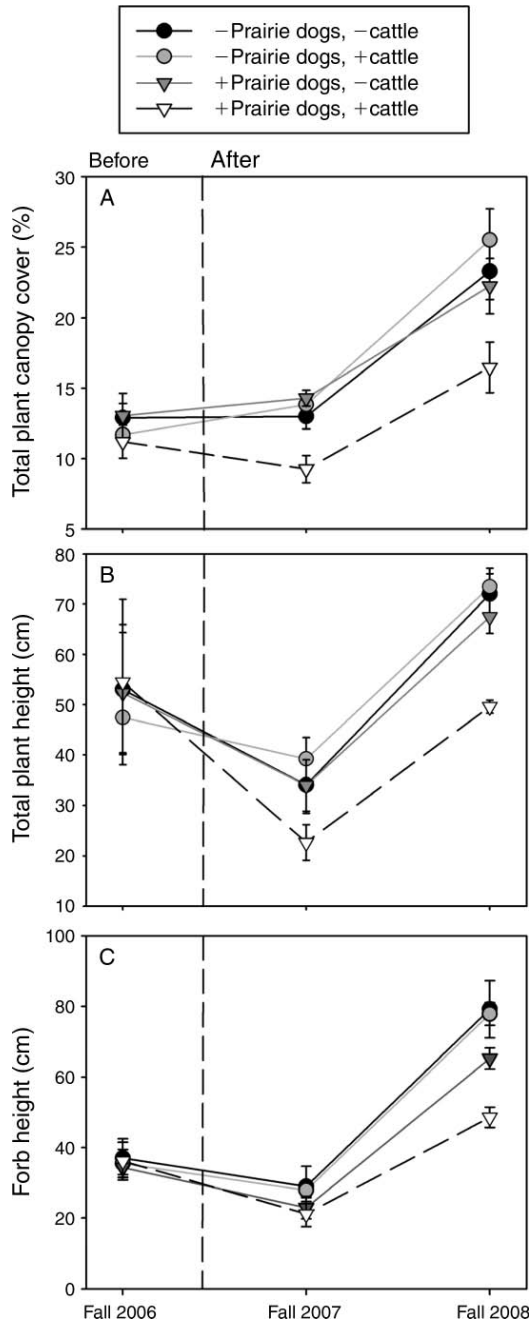 −Prairie dogs, −cattle
−Prairie dogs, +cattle
+Prairie dogs, −cattle
+Prairie dogs, +cattle
Before After
A
Total plant canopy cover (%)
30
25
20
15
10
5
B
Total plant height (cm)
80
70
60
50
40
30
20
10
C
Forb height (cm)
100
80
60
40
20
0
Fall 2006 Fall 2007 Fall 2008